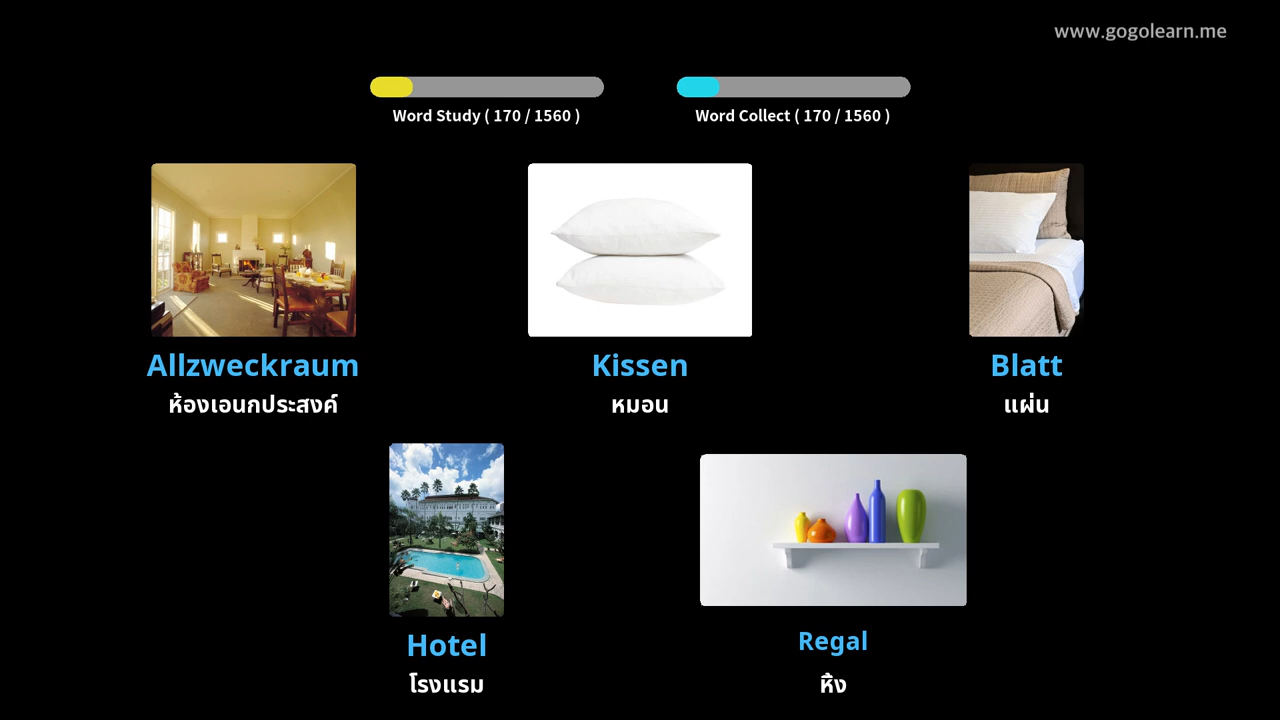 www.gogolearn.me
Word Study ( 170 / 1560 )
Word Collect ( 170 / 1560 )
Allzweckraum
ห้องเอนกประสงค์
Kissen
หมอน
Blatt
แผ่น
Hotel
โรงแรม
Regal
หิ้ง